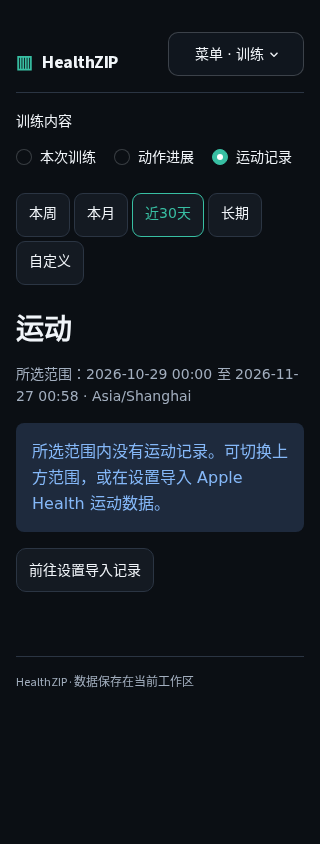 HealthZIP
菜单 · 训练
训练内容
本次训练 动作进展 运动记录
本周 本月 近30天 长期
自定义
运动
所选范围：2026-10-29 00:00 至 2026-11-
27 00:58 · Asia/Shanghai
所选范围内没有运动记录。可切换上
方范围，或在设置导入 Apple
Health 运动数据。
前往设置导入记录
HealthZIP · 数据保存在当前工作区